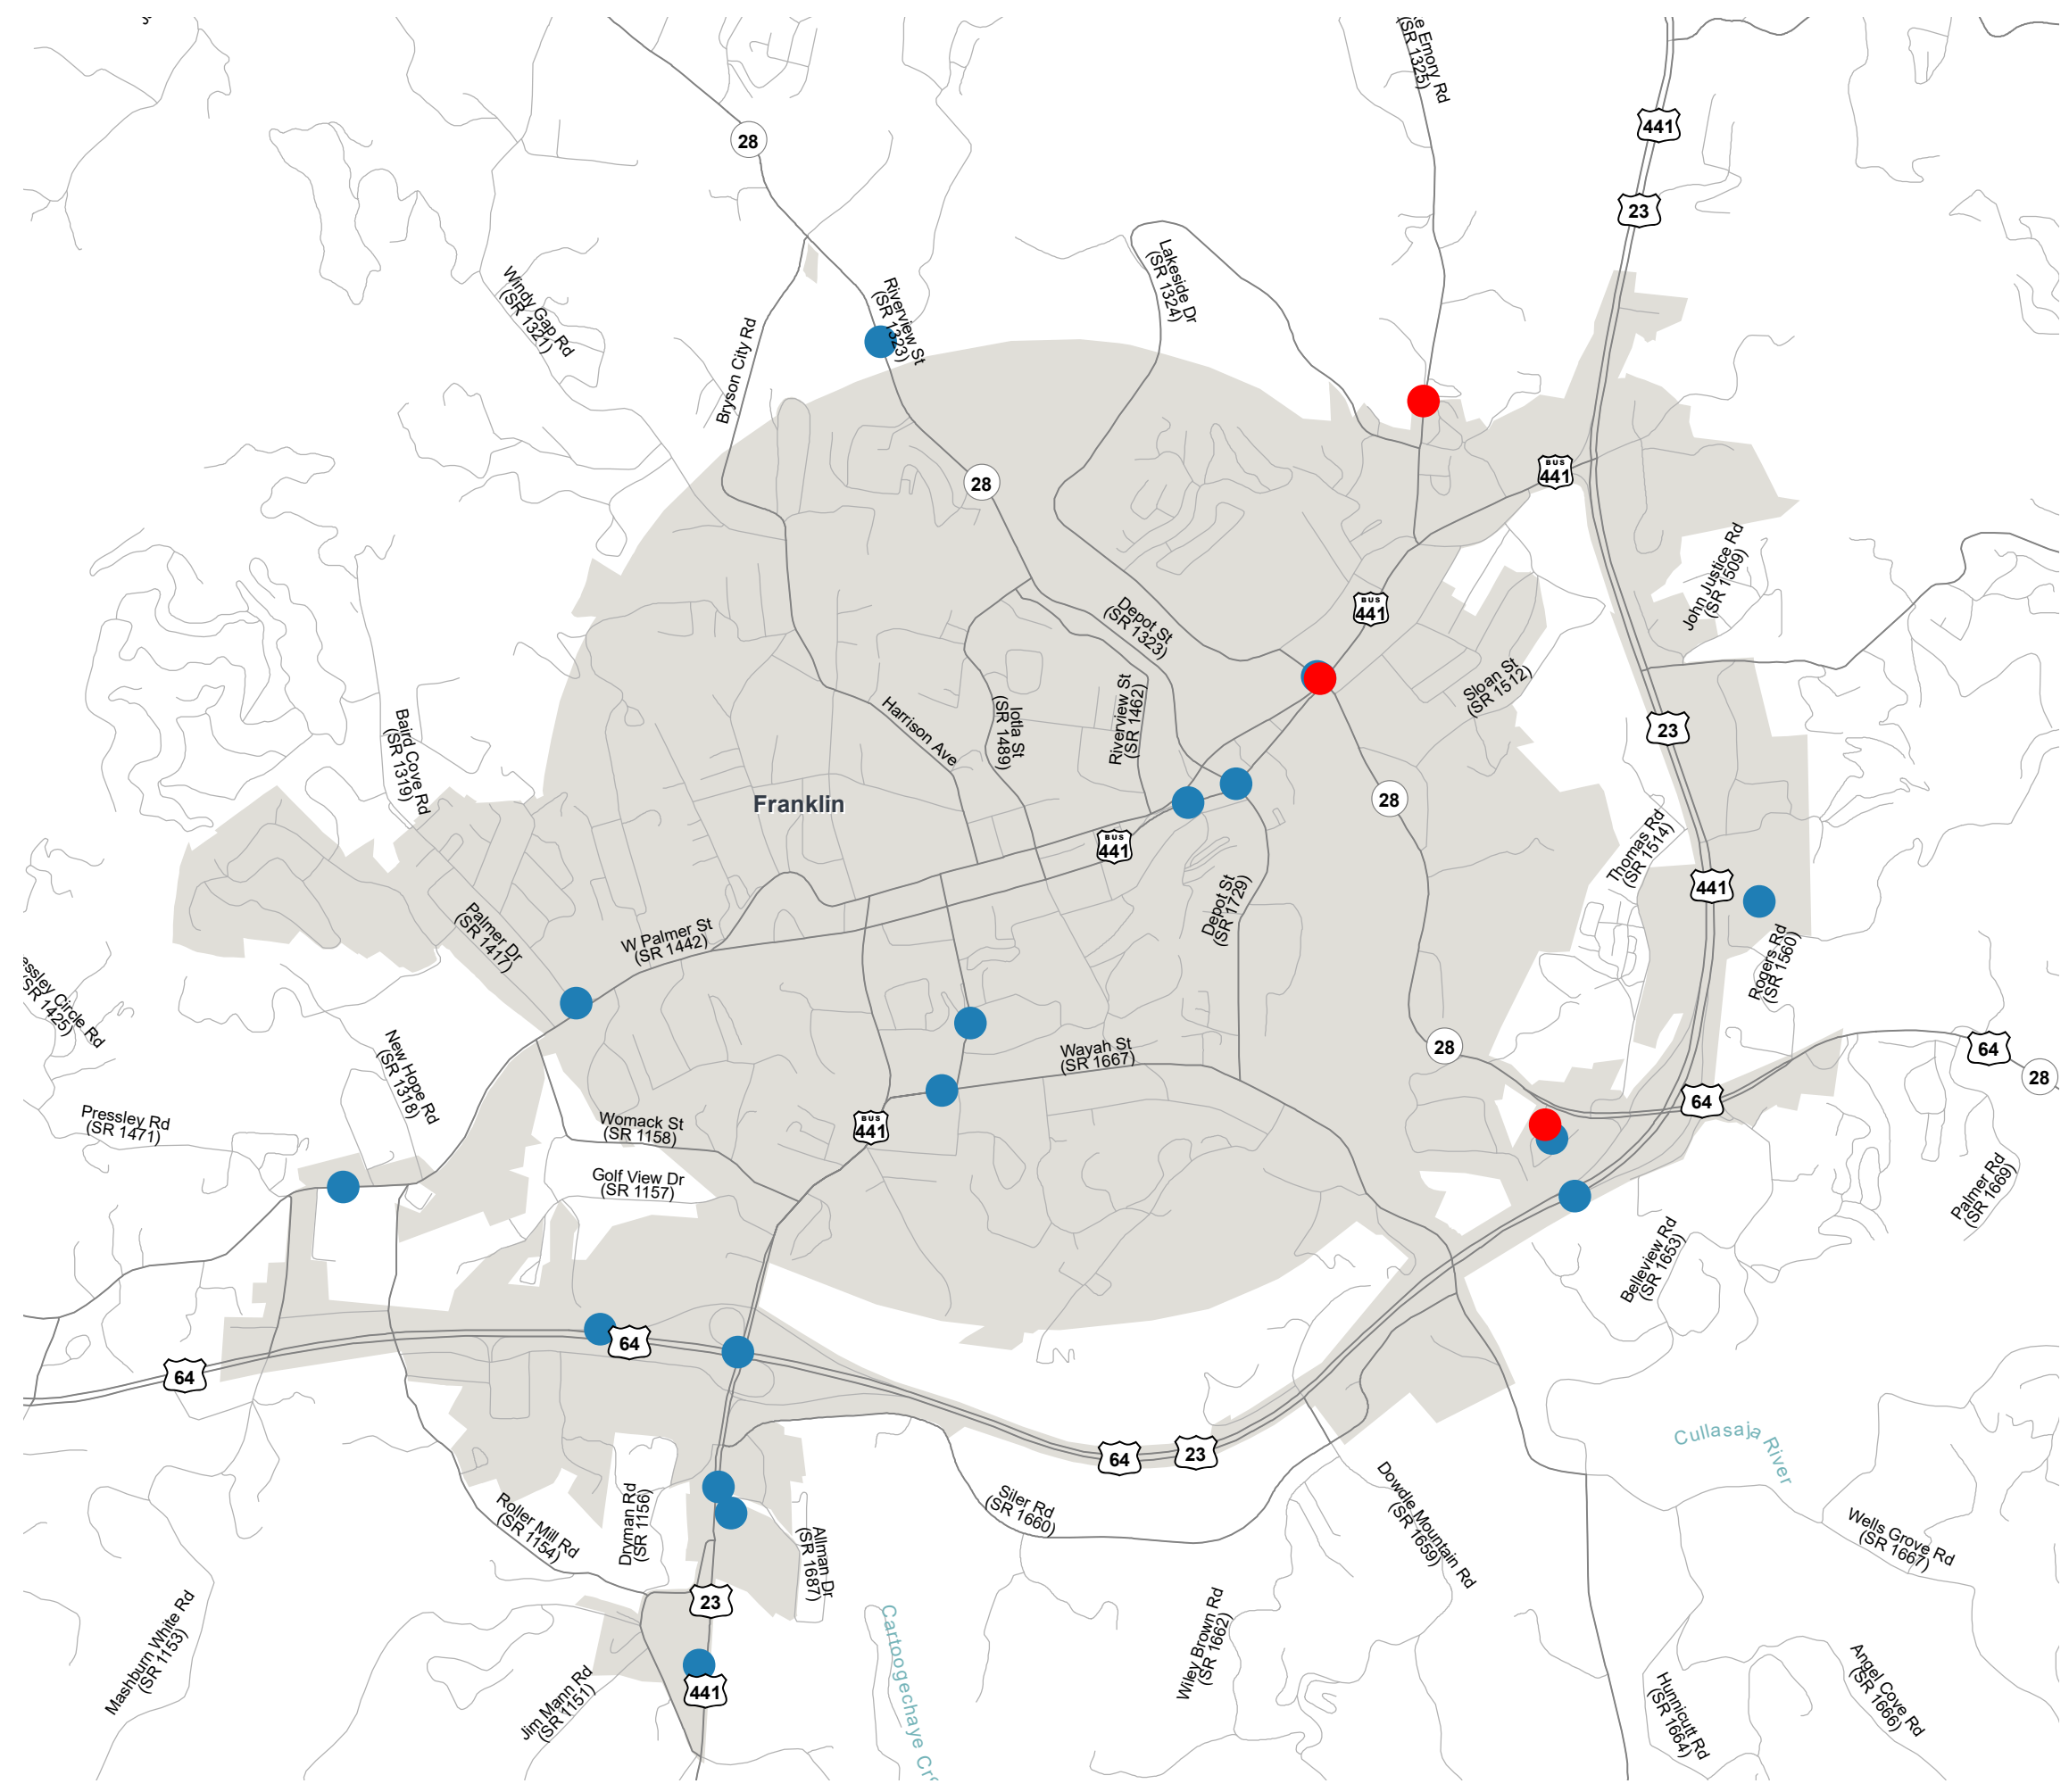 e Emory Rd
(SR 1325)
441
28
23
Lakeside Dr
(SR 1324)
Windy Gap Rd
(SR 1321)
Riverview St
(SR 1323)
Bryson City Rd
BUS
441
28
John Justice Rd
(SR 1509)
Depot St
(SR 1323)
BUS
441
Sloan St
(SR 1512)
Riverview St
(SR 1462)
Iotla St
(SR 1489)
Harrison Ave
Baird Cove Rd
(SR 1319)
23
Franklin
28
BUS
441
Thomas Rd
(SR 1514)
441
Depot St
(SR 1729)
Palmer Dr
(SR 1417)
W Palmer St
(SR 1442)
Rogers Rd
(SR 1560)
essley Circle Rd
SR 1425)
New Hope Rd
(SR 1318)
Wayah St
(SR 1667)
28
64
28
64
Pressley Rd
(SR 1471)
Womack St
(SR 1158)
BUS
441
Golf View Dr
(SR 1157)
Palmer Rd
(SR 1669)
Belleview Rd
(SR 1653)
64
64
64
23
Cullasaja River
Siler Rd
(SR 1660)
Dowdle Mountain Rd
(SR 1659)
Roller Mill Rd
(SR 1154)
Dryman Rd
(SR 1156)
Allman Dr
(SR 1687)
Wells Grove Rd
(SR 1667)
23
Mashburn White Rd
(SR 1153)
Wiley Brown Rd
(SR 1662)
Cartoogechaye Cre
441
Jim Mann Rd
(SR 1151)
Hunnicutt Rd
(SR 1664)
Angel Cove Rd
(SR 1666)